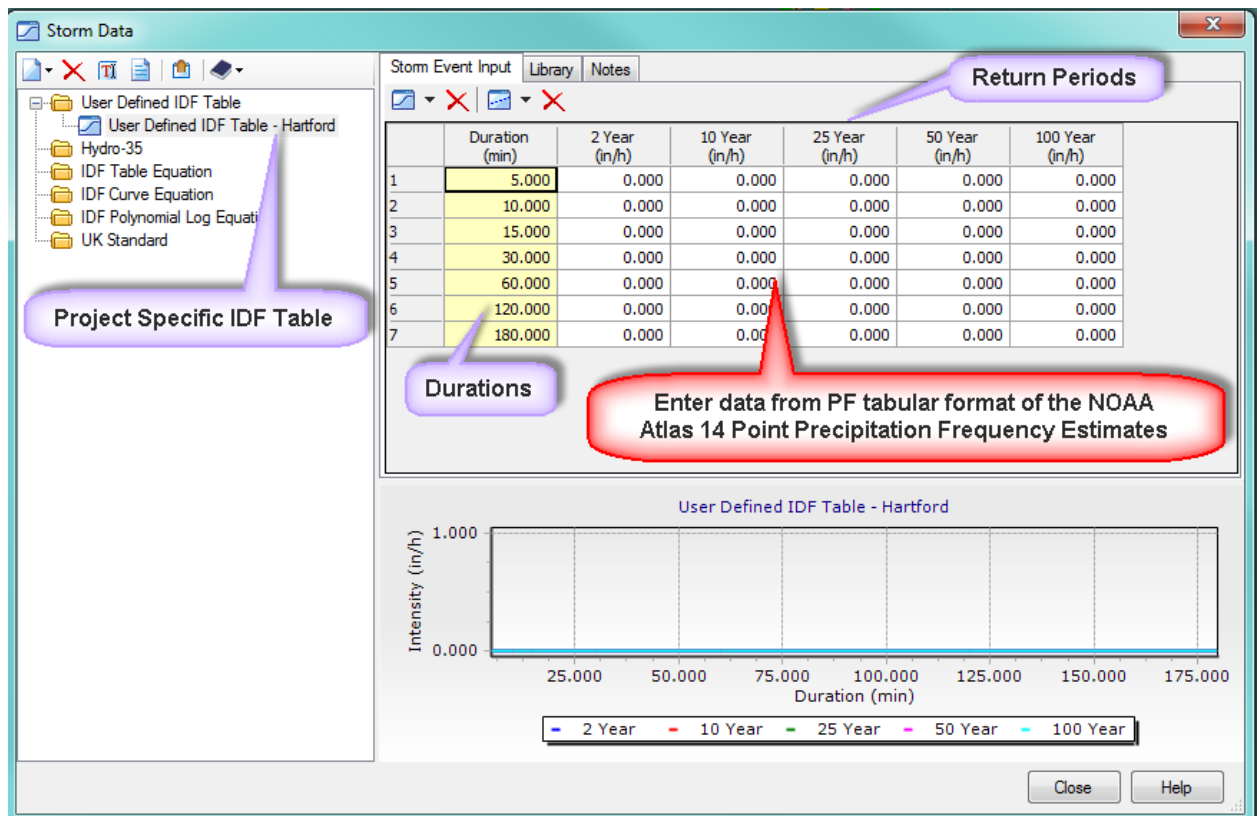 Storm Data
X
User Defined IDF Table
User Defined IDF Table - Hartford
Hydro-35
IDF Table Equation
IDF Curve Equation
IDF Polynomial Log Equati
UK Standard
Project Specific IDF Table
Storm Event Input Library Notes
Return Periods
Duration (min) 2 Year (in/h) 10 Year (in/h) 25 Year (in/h) 50 Year (in/h) 100 Year (in/h)
1 5.000 0.000 0.000 0.000 0.000 0.000
2 10.000 0.000 0.000 0.000 0.000 0.000
3 15.000 0.000 0.000 0.000 0.000 0.000
4 30.000 0.000 0.000 0.000 0.000 0.000
5 60.000 0.000 0.000 0.000 0.000 0.000
6 120.000 0.000 0.000 0.000 0.000 0.000
7 180.000 0.000 0.00 0.000 0.000 0.000
Durations
Enter data from PF tabular format of the NOAA
Atlas 14 Point Precipitation Frequency Estimates
User Defined IDF Table - Hartford
Intensity (in/h)
1.000
0.000
25.000 50.000 75.000 100.000 125.000 150.000 175.000
Duration (min)
2 Year 10 Year 25 Year 50 Year 100 Year
Close Help